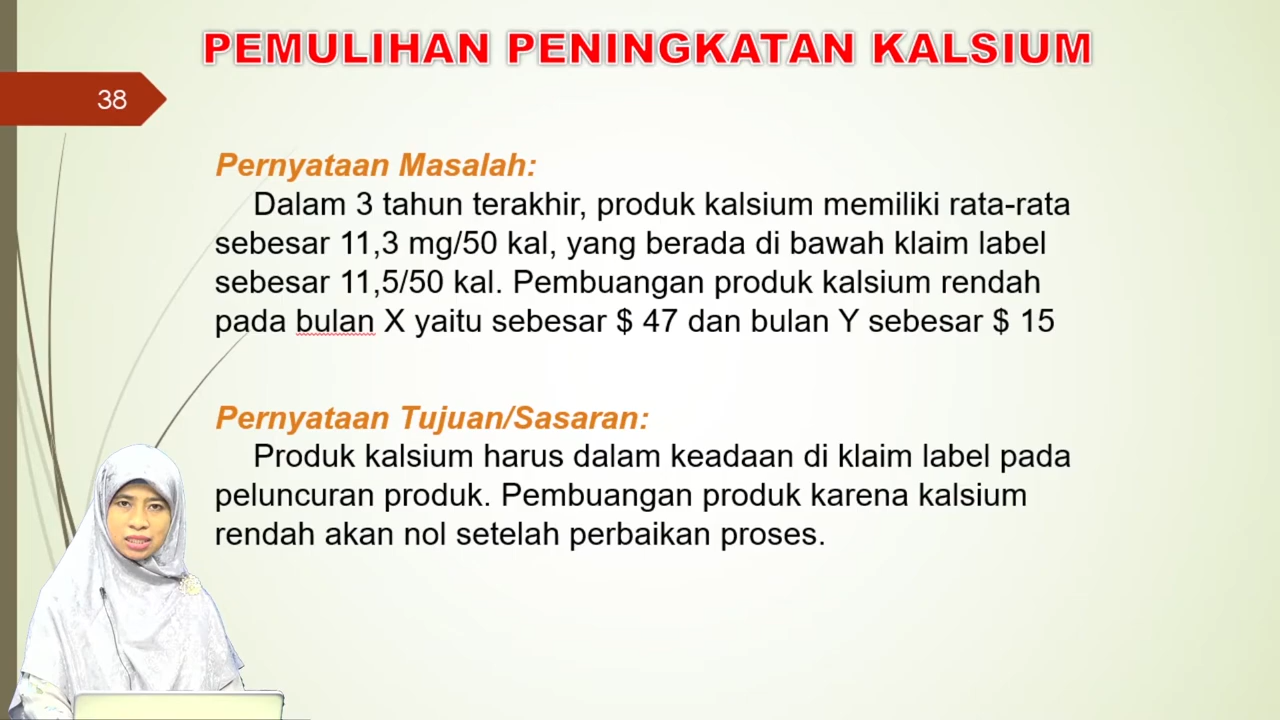 PEMULIHAN PENINGKATAN KALSIUM
38
Pernyataan Masalah:
Dalam 3 tahun terakhir, produk kalsium memiliki rata-rata
sebesar 11,3 mg/50 kal, yang berada di bawah klaim label
sebesar 11,5/50 kal. Pembuangan produk kalsium rendah
pada bulan X yaitu sebesar $ 47 dan bulan Y sebesar $ 15
Pernyataan Tujuan/Sasaran:
Produk kalsium harus dalam keadaan di klaim label pada
peluncuran produk. Pembuangan produk karena kalsium
rendah akan nol setelah perbaikan proses.